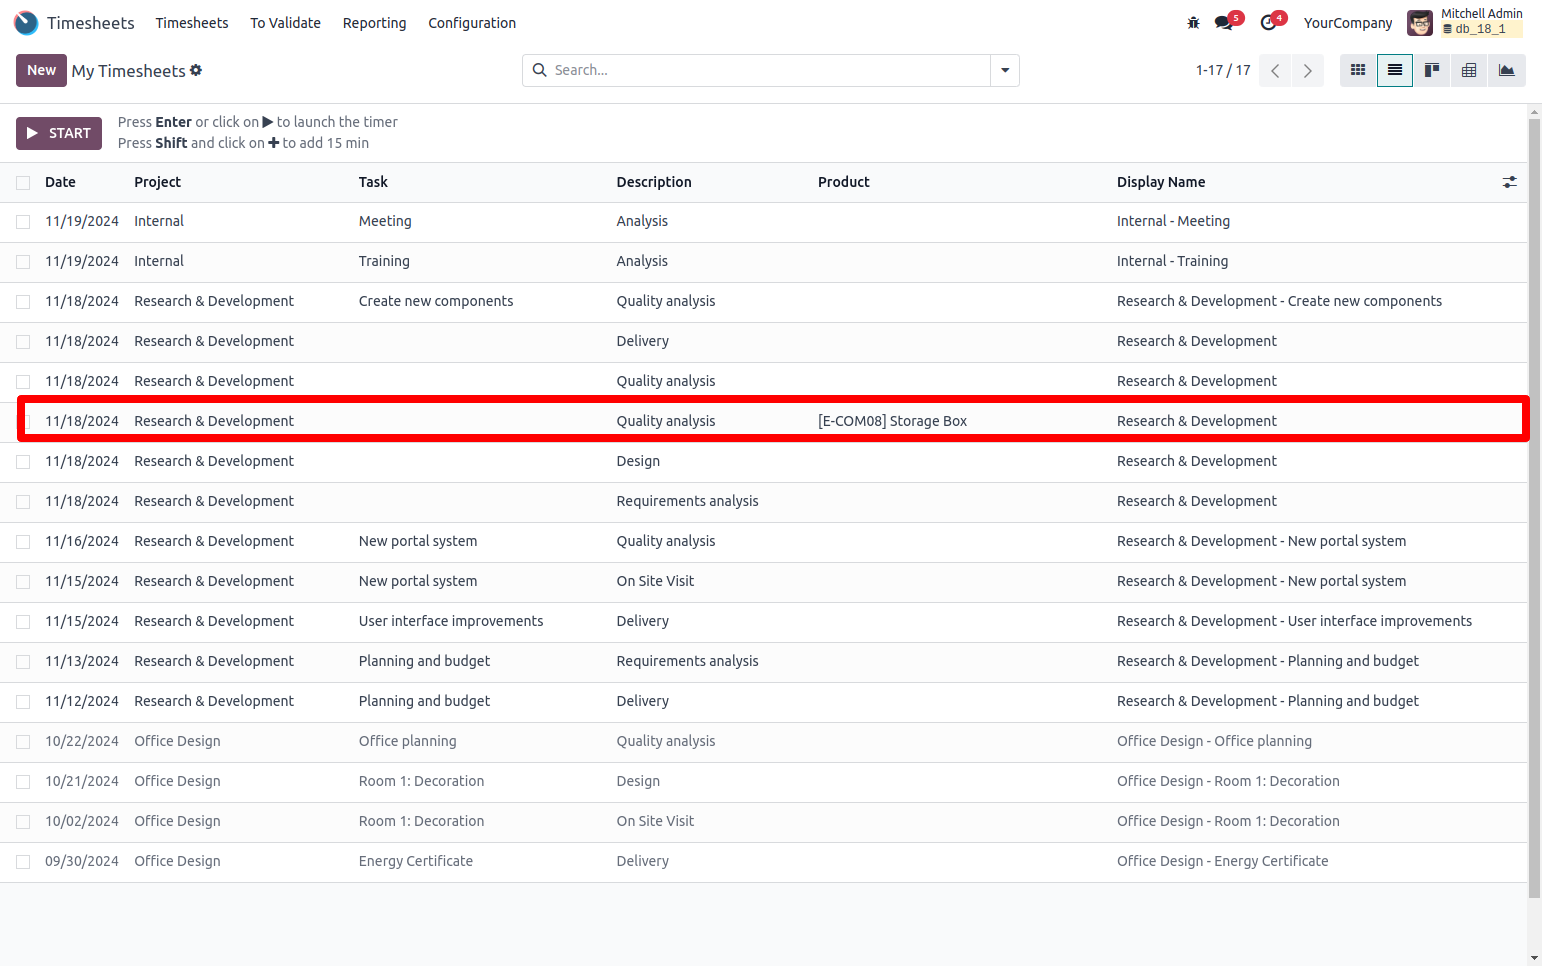 Timesheets Timesheets To Validate Reporting Configuration 5 4 YourCompany Mitchell Admin
db_18_1
New My Timesheets Search... 1-17 / 17
START Press Enter or click on to launch the timer
Press Shift and click on to add 15 min
Date Project Task Description Product Display Name
11/19/2024 Internal Meeting Analysis Internal - Meeting
11/19/2024 Internal Training Analysis Internal - Training
11/18/2024 Research & Development Create new components Quality analysis Research & Development - Create new components
11/18/2024 Research & Development Delivery Research & Development
11/18/2024 Research & Development Quality analysis Research & Development
11/18/2024 Research & Development Quality analysis [E-COM08] Storage Box Research & Development
11/18/2024 Research & Development Design Research & Development
11/18/2024 Research & Development Requirements analysis Research & Development
11/16/2024 Research & Development New portal system Quality analysis Research & Development - New portal system
11/15/2024 Research & Development New portal system On Site Visit Research & Development - New portal system
11/15/2024 Research & Development User interface improvements Delivery Research & Development - User interface improvements
11/13/2024 Research & Development Planning and budget Requirements analysis Research & Development - Planning and budget
11/12/2024 Research & Development Planning and budget Delivery Research & Development - Planning and budget
10/22/2024 Office Design Office planning Quality analysis Office Design - Office planning
10/21/2024 Office Design Room 1: Decoration Design Office Design - Room 1: Decoration
10/02/2024 Office Design Room 1: Decoration On Site Visit Office Design - Room 1: Decoration
09/30/2024 Office Design Energy Certificate Delivery Office Design - Energy Certificate